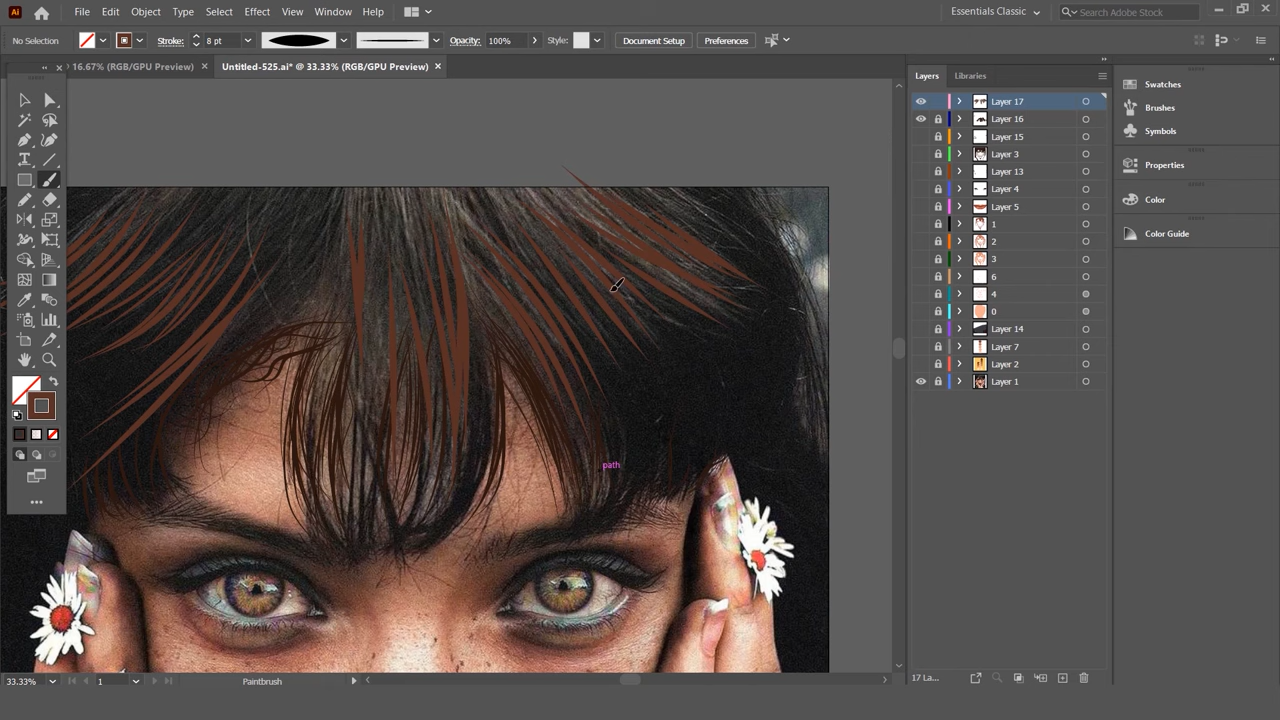 Ai File Edit Object Type Select Effect View Window Help Essentials Classic Search Adobe Stock
No Selection Stroke: 8 pt Opacity: 100% Style: Document Setup Preferences
16.67% (RGB/GPU Preview) × Untitled-525.ai* @ 33.33% (RGB/GPU Preview) ×
Layers Libraries
Layer 17
Layer 16
Layer 15
Layer 3
Layer 13
Layer 4
Layer 5
1
2
3
6
4
0
Layer 14
Layer 7
Layer 2
Layer 1
Swatches
Brushes
Symbols
Properties
Color
Color Guide
path
33.33% 1 Paintbrush 17 La...